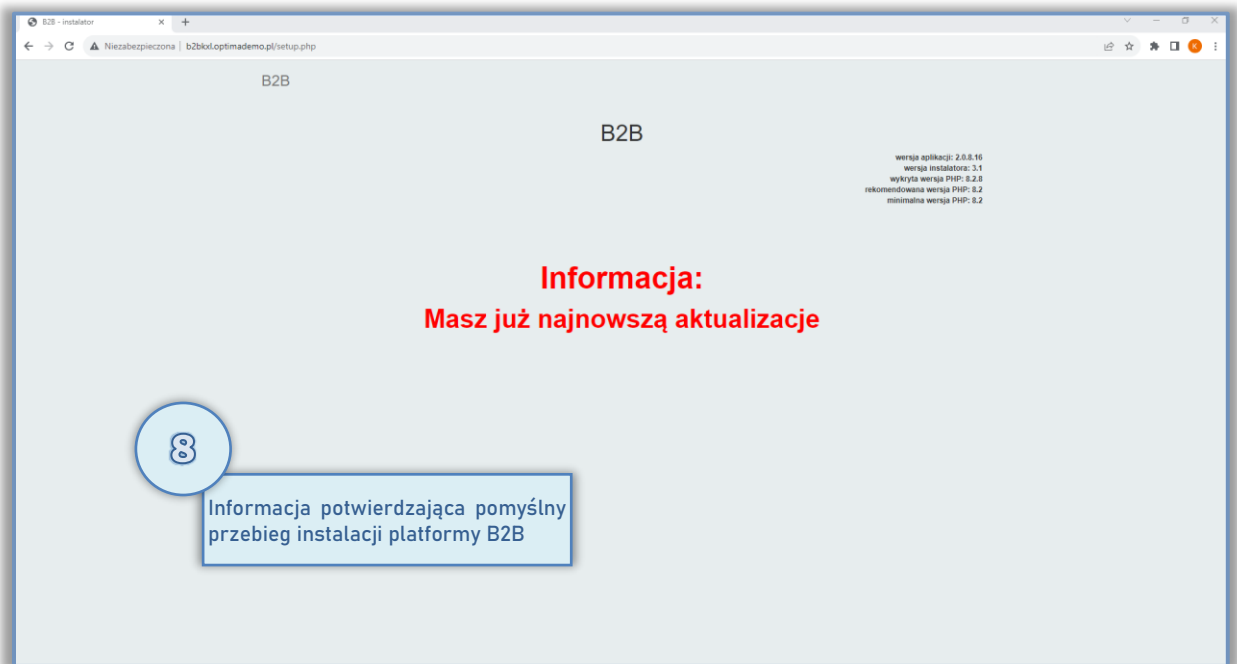 B2B - instalator
Niezabezpieczona | b2bkxl.optimademo.pl/setup.php
K
B2B
B2B
wersja aplikacji: 2.0.8.16
wersja instalatora: 3.1
wykryta wersja PHP: 8.2.8
rekomendowana wersja PHP: 8.2
minimalna wersja PHP: 8.2
Informacja:
Masz już najnowszą aktualizacje
8
Informacja potwierdzająca pomyślny
przebieg instalacji platformy B2B